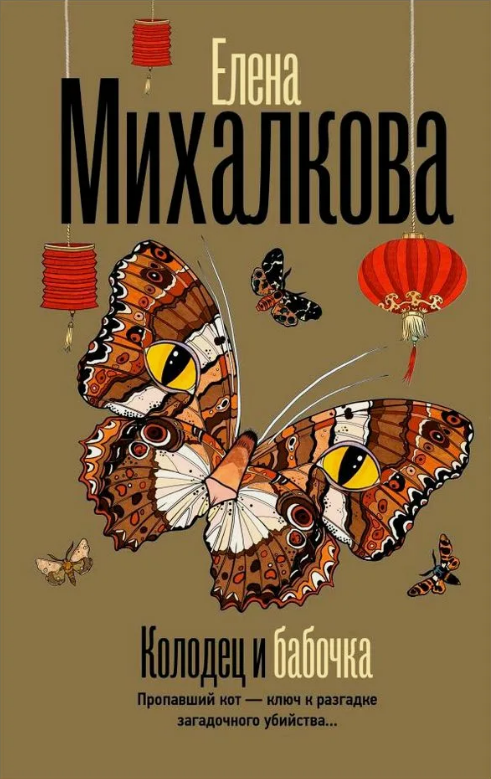 Елена
Михалкова
Колодец и бабочка
Пропавший кот — ключ к разгадке
загадочного убийства...